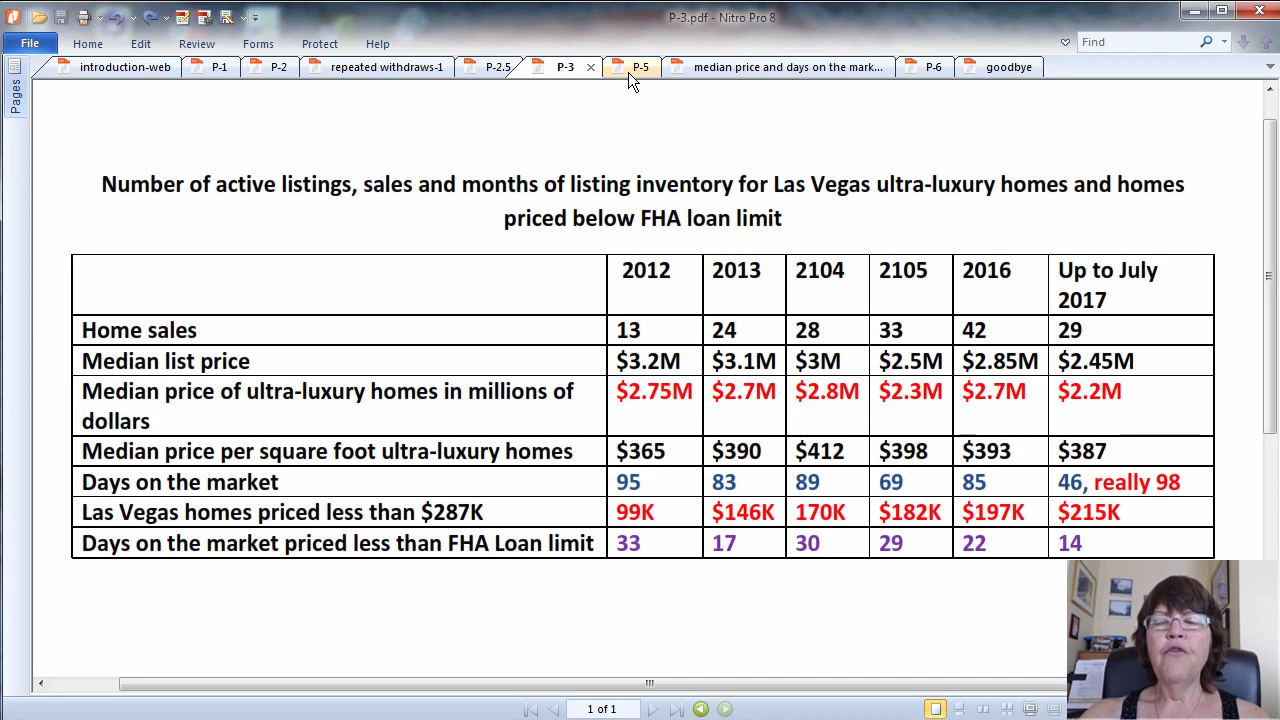 P-3.pdf - Nitro Pro 8
File Home Edit Review Forms Protect Help Find
introduction-web P-1 P-2 repeated withdraws-1 P-2.5 P-3 P-5 median price and days on the mark... P-6 goodbye
Pages
Number of active listings, sales and months of listing inventory for Las Vegas ultra-luxury homes and homes
priced below FHA loan limit
2012 2013 2104 2105 2016 Up to July
2017
Home sales 13 24 28 33 42 29
Median list price $3.2M $3.1M $3M $2.5M $2.85M $2.45M
Median price of ultra-luxury homes in millions of $2.75M $2.7M $2.8M $2.3M $2.7M $2.2M
dollars
Median price per square foot ultra-luxury homes $365 $390 $412 $398 $393 $387
Days on the market 95 83 89 69 85 46, really 98
Las Vegas homes priced less than $287K 99K $146K 170K $182K $197K $215K
Days on the market priced less than FHA Loan limit 33 17 30 29 22 14
1 of 1